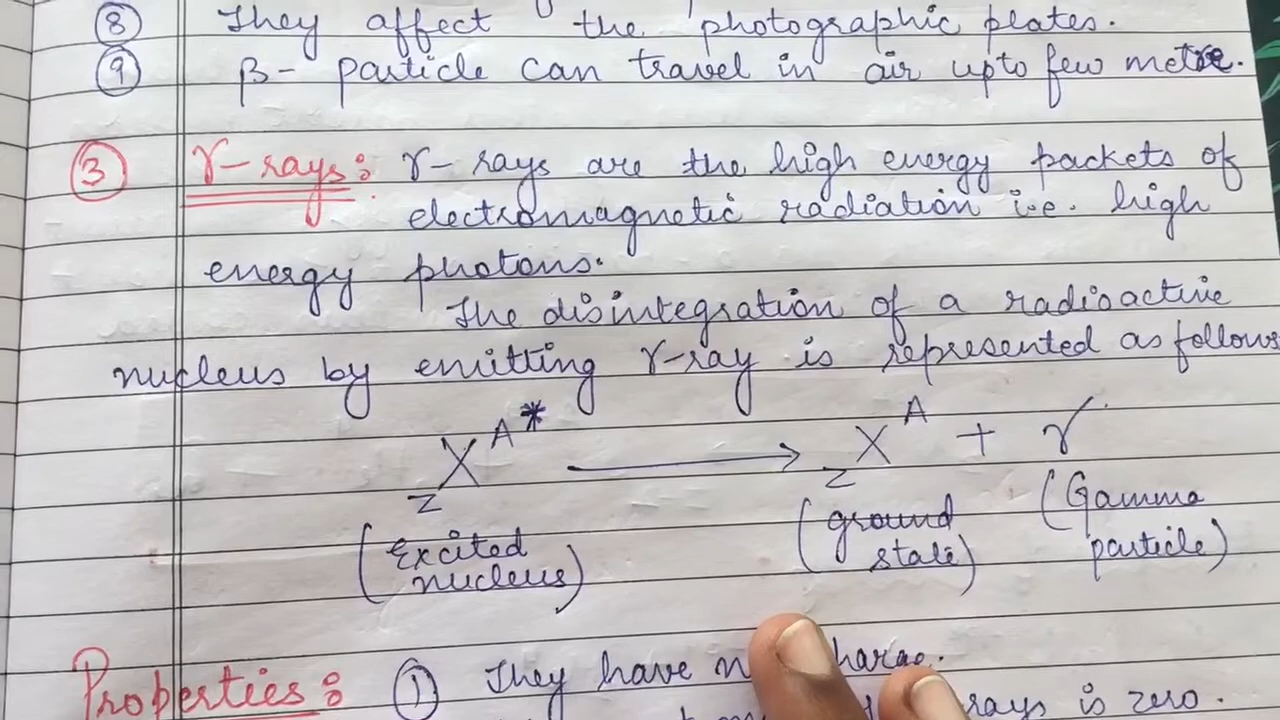 ⑧ They affect the photographic plates.
⑨ β- particle can travel in air upto few metre.
③ γ-rays: γ- rays are the high energy packets of
electromagnetic radiation i.e. high
energy photons.
The disintegration of a radioactive
nucleus by emitting γ-ray is represented as follows
zX^A* → zX^A + γ
(Excited nucleus) (ground state) (Gamma particle)
Properties: ① They have
rays is zero.